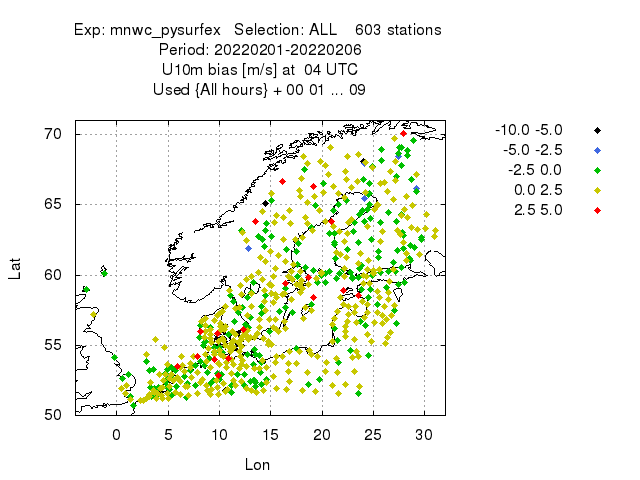 Exp: mnwc_pysurfex   Selection: ALL    603 stations
Period: 20220201-20220206
U10m bias [m/s] at  04 UTC
Used {All hours} + 00 01 ... 09
-10.0 -5.0
-5.0 -2.5
-2.5 0.0
0.0 2.5
2.5 5.0
70
65
60
55
50
Lat
0 5 10 15 20 25 30
Lon